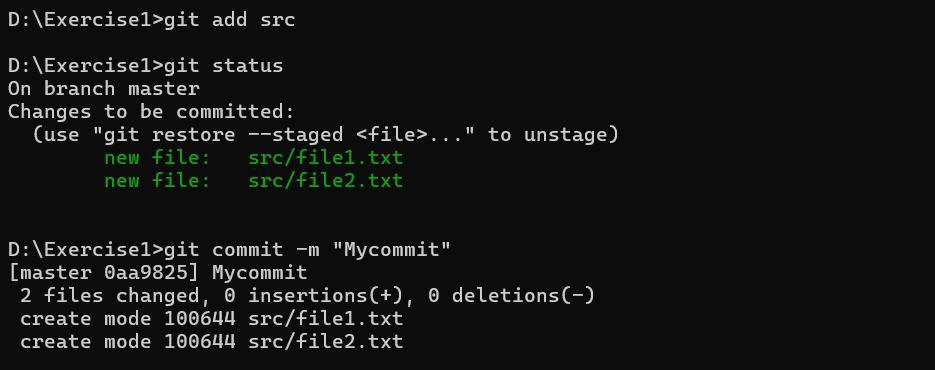 D:\Exercise1>git add src
D:\Exercise1>git status
On branch master
Changes to be committed:
  (use "git restore --staged <file>..." to unstage)
        new file:   src/file1.txt
        new file:   src/file2.txt
D:\Exercise1>git commit -m "Mycommit"
[master 0aa9825] Mycommit
 2 files changed, 0 insertions(+), 0 deletions(-)
 create mode 100644 src/file1.txt
 create mode 100644 src/file2.txt